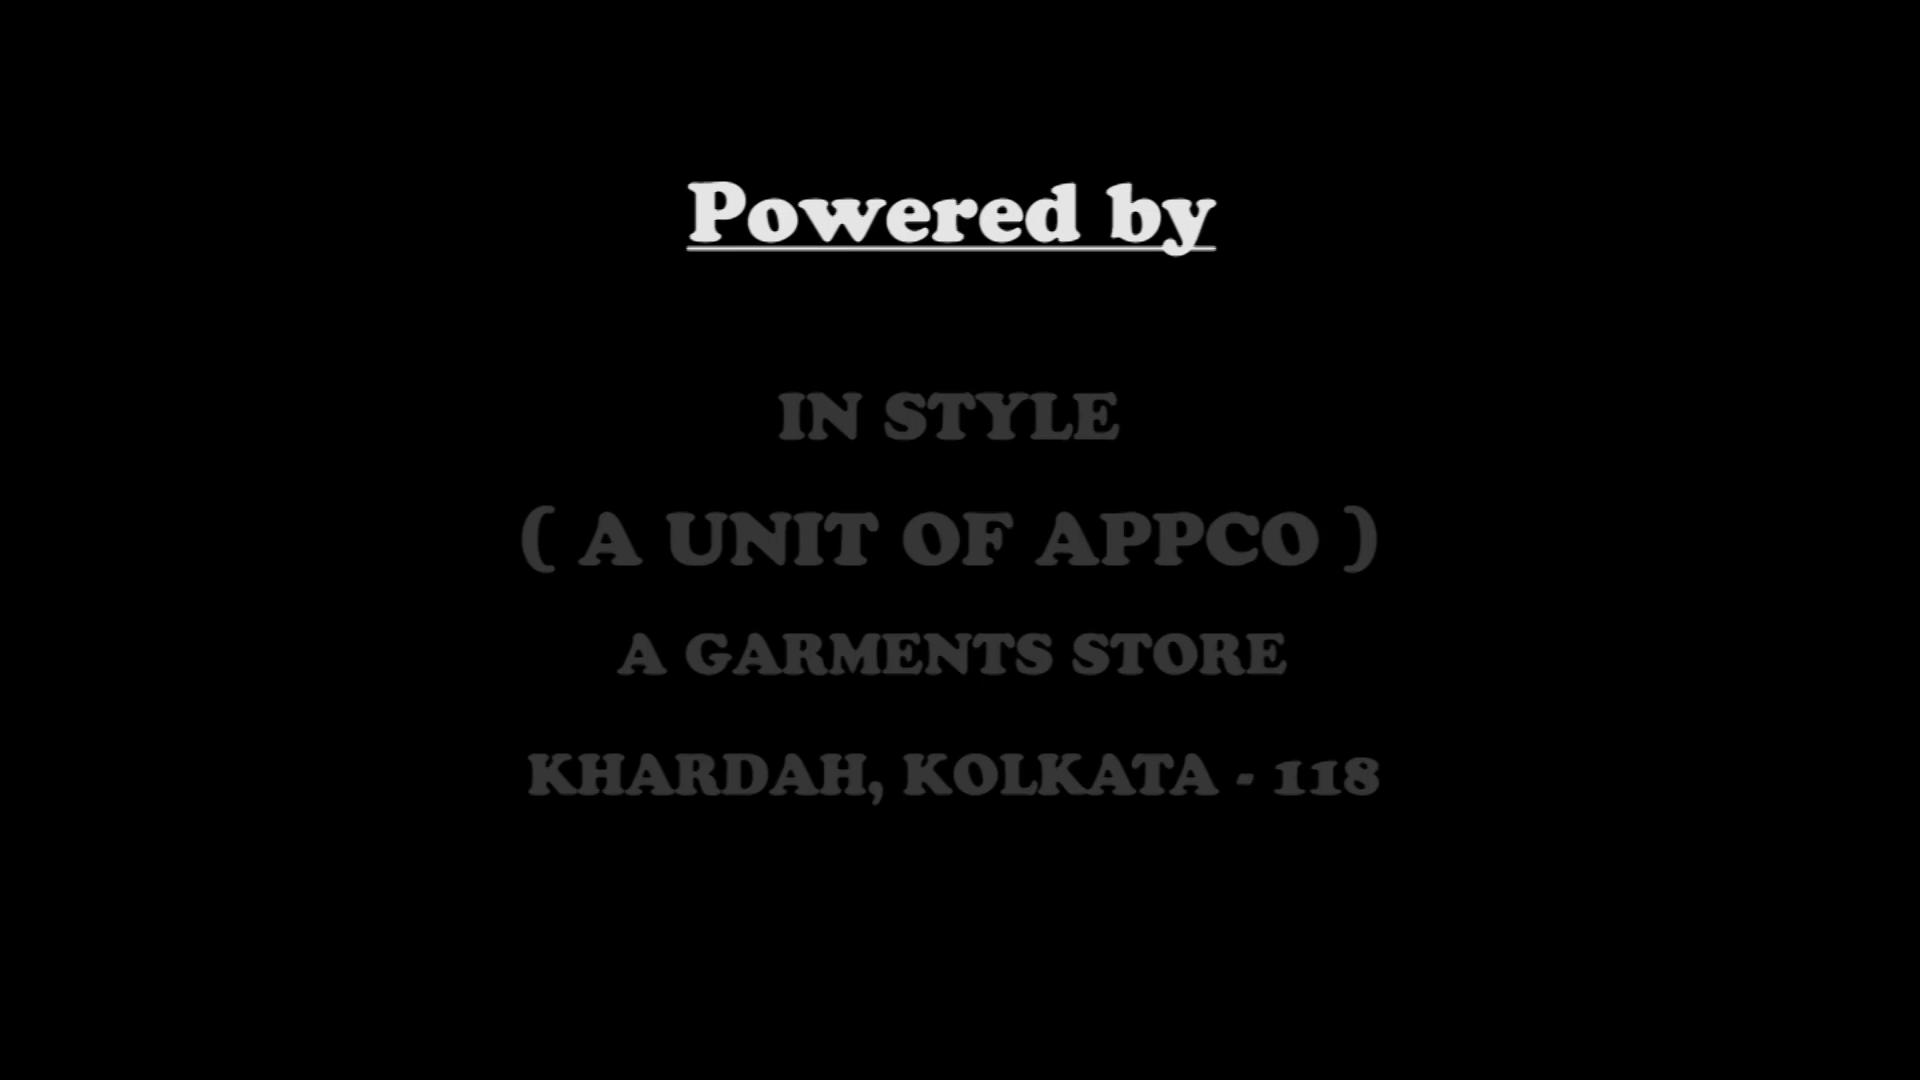 Powered by
IN STYLE
( A UNIT OF APPCO )
A GARMENTS STORE
KHARDAH, KOLKATA - 118